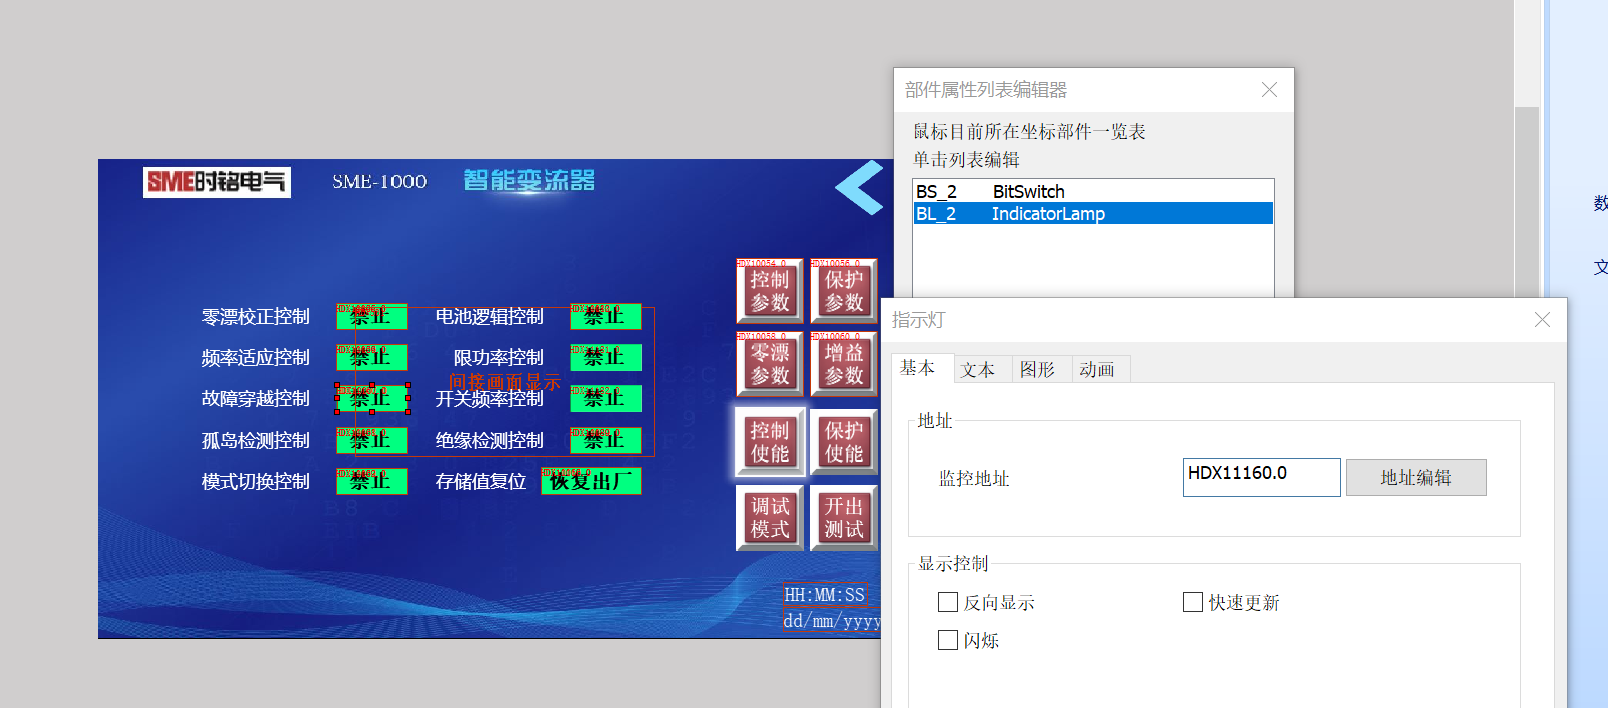 部件属性列表编辑器
鼠标目前所在坐标部件一览表
单击列表编辑
BS_2 BitSwitch
BL_2 IndicatorLamp
数
文
SME时铭电气 SME-1000 智能变流器
HDX10054.0 HDX10056.0
控制参数 保护参数
HDX10058.0 HDX10060.0
零漂参数 增益参数
控制使能 保护使能
调试模式 开出测试
零漂校正控制 禁止 电池逻辑控制 禁止
频率适应控制 禁止 限功率控制 禁止
间接画面显示
故障穿越控制 禁止 开关频率控制 禁止
孤岛检测控制 禁止 绝缘检测控制 禁止
模式切换控制 禁止 存储值复位 恢复出厂
HH:MM:SS
dd/mm/yyyy
指示灯
基本 文本 图形 动画
地址
监控地址 HDX11160.0 地址编辑
显示控制
反向显示 快速更新
闪烁